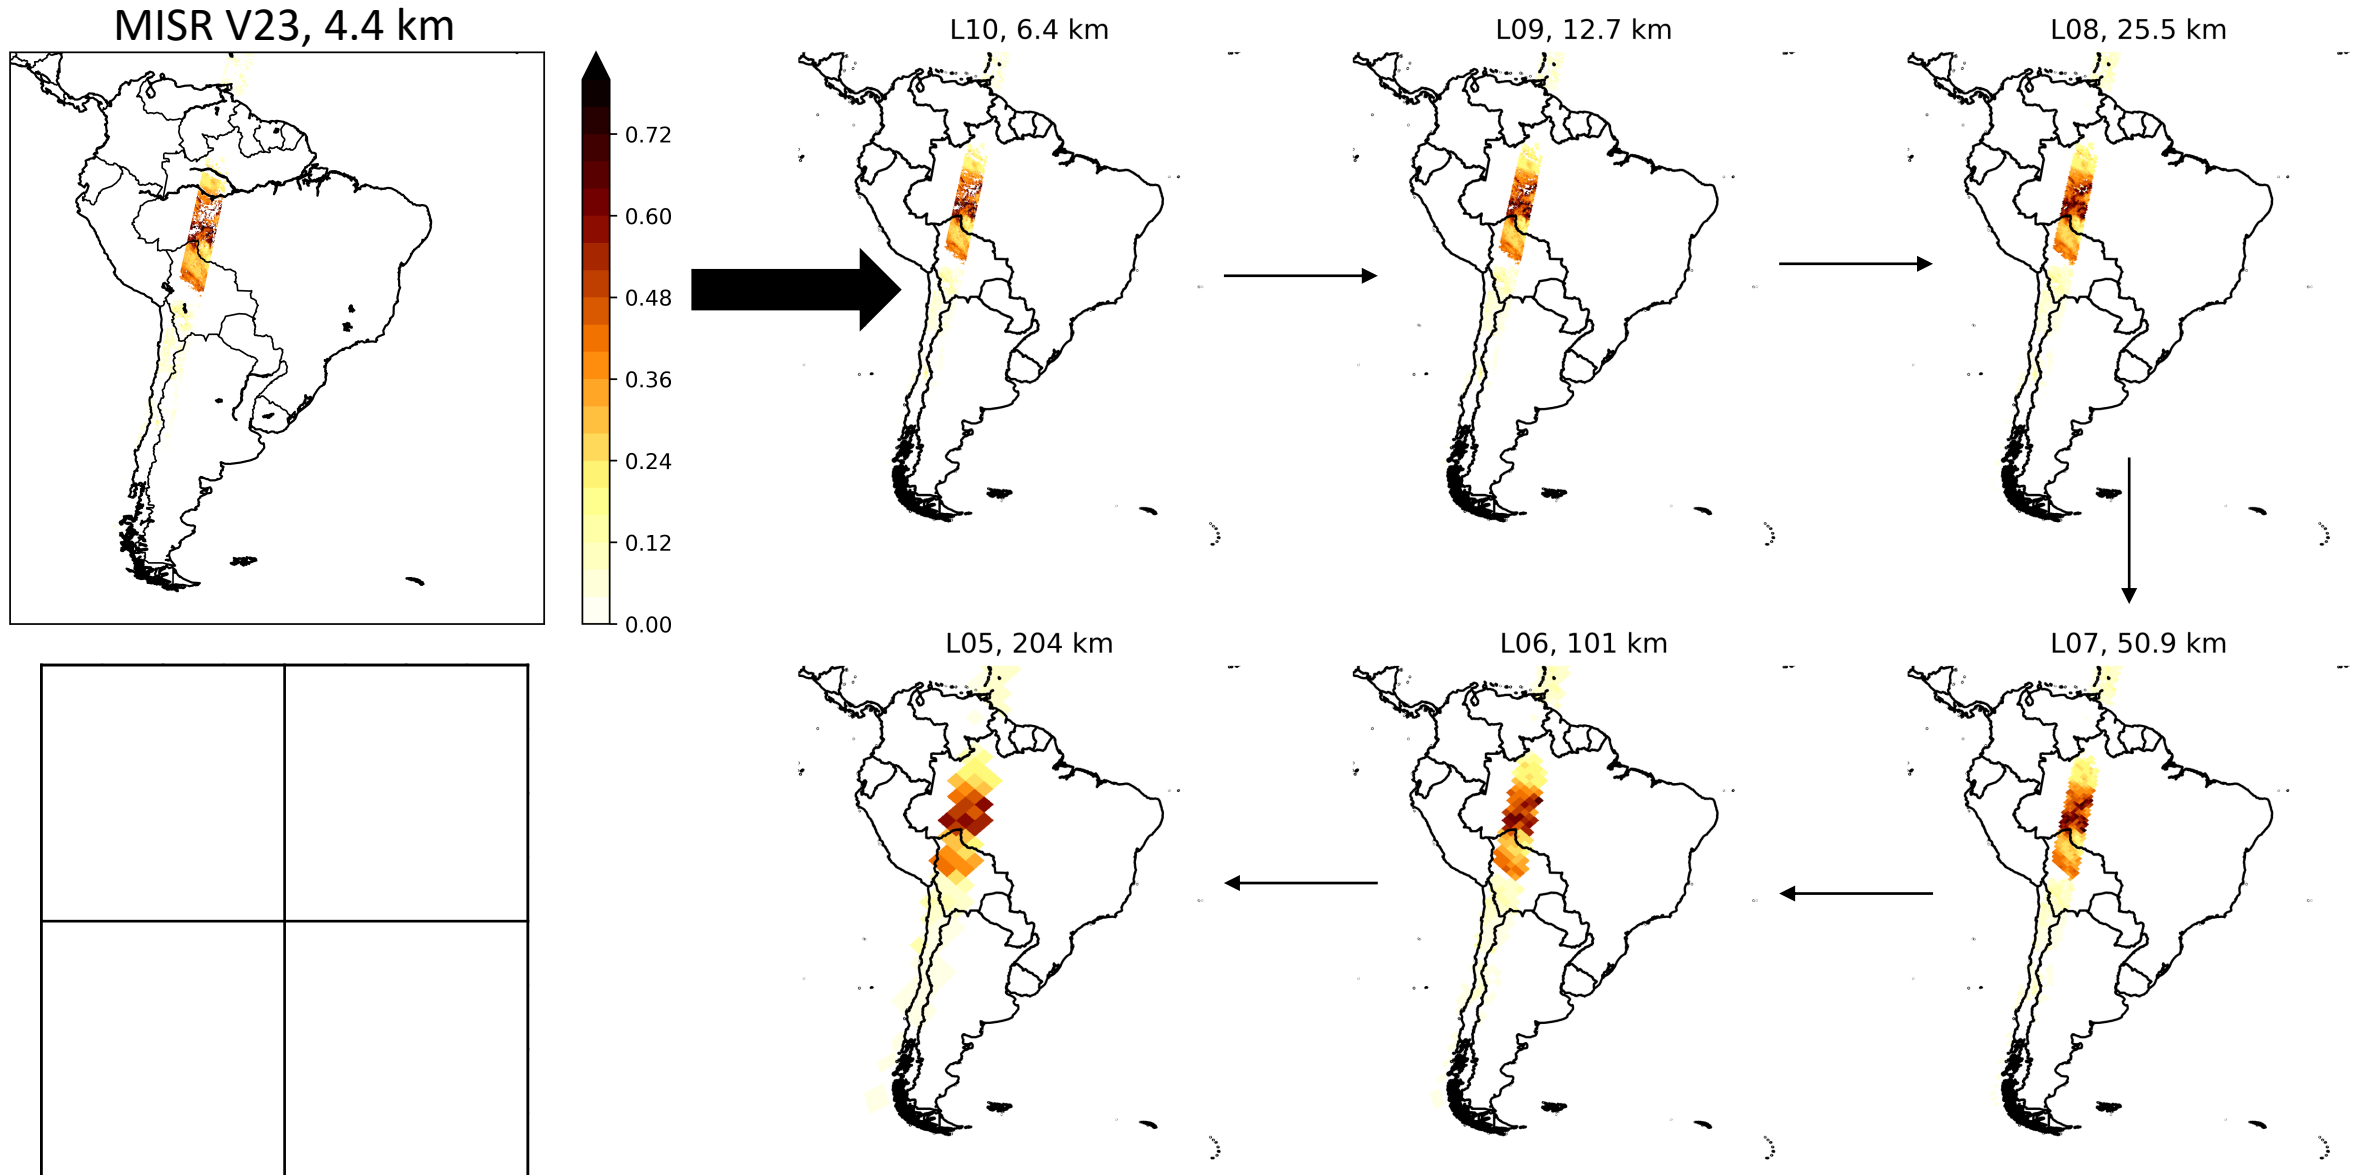 MISR V23, 4.4 km
L10, 6.4 km
L09, 12.7 km
L08, 25.5 km
0.72
0.60
0.48
0.36
0.24
0.12
0.00
L05, 204 km
L06, 101 km
L07, 50.9 km